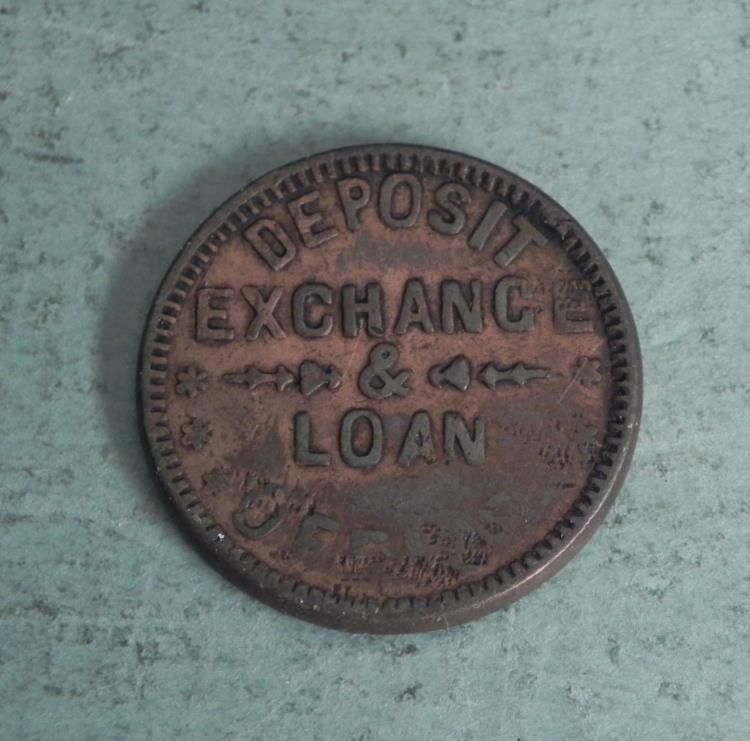 DEPOSIT
EXCHANGE
&
LOAN